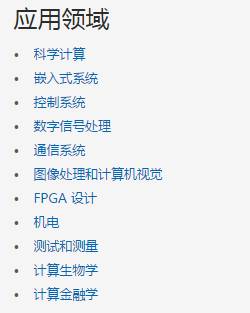 应用领域
科学计算
嵌入式系统
控制系统
数字信号处理
通信系统
图像处理和计算机视觉
FPGA 设计
机电
测试和测量
计算生物学
计算金融学